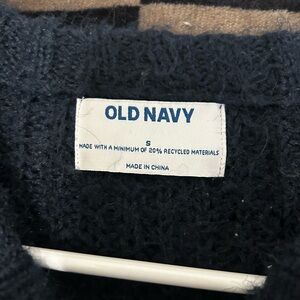 OLD NAVY
S
MADE WITH A MINIMUM OF 20% RECYCLED MATERIALS
MADE IN CHINA